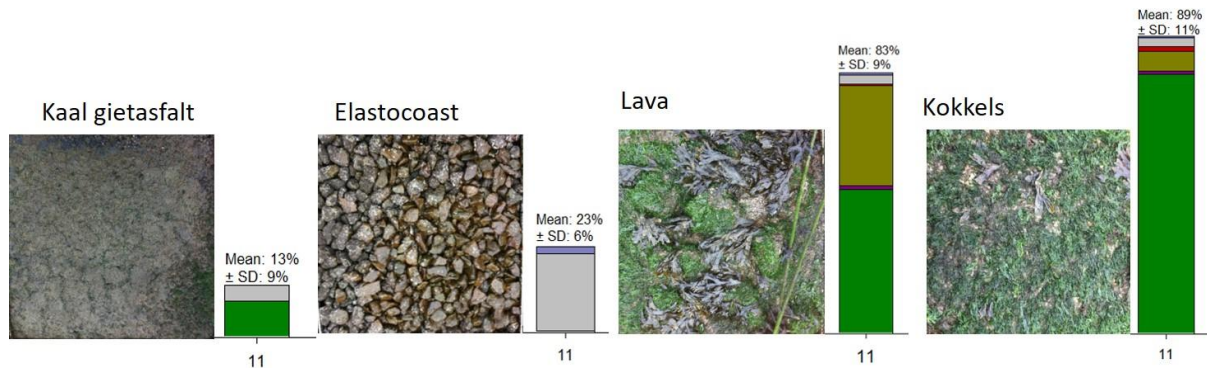 Kaal gietasfalt
Mean: 13%
± SD: 9%
11
Elastocoast
Mean: 23%
± SD: 6%
11
Lava
Mean: 83%
± SD: 9%
11
Kokkels
Mean: 89%
± SD: 11%
11